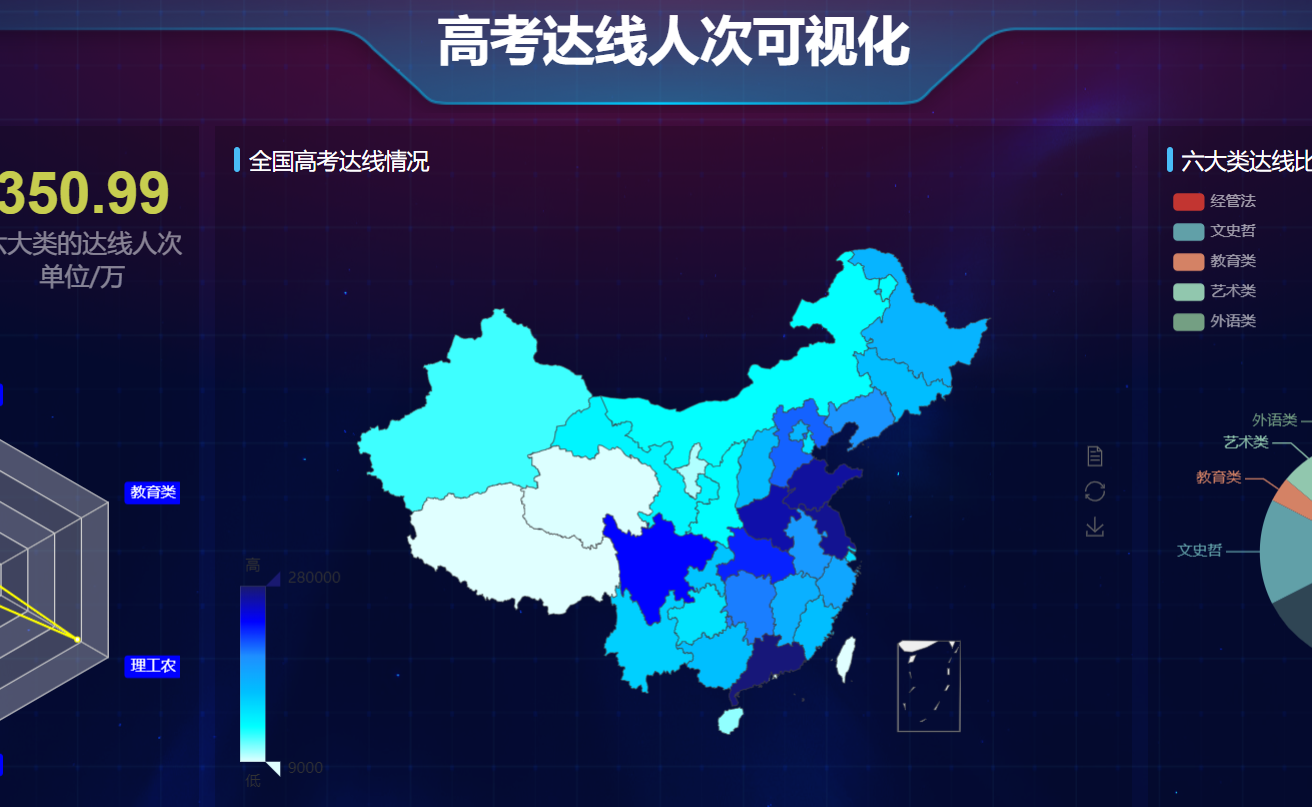 高考达线人次可视化
350.99
大类的达线人次
单位/万
教育类
理工农
全国高考达线情况
高
280000
9000
低
六大类达线比
经管法
文史哲
教育类
艺术类
外语类
外语类
艺术类
教育类
文史哲